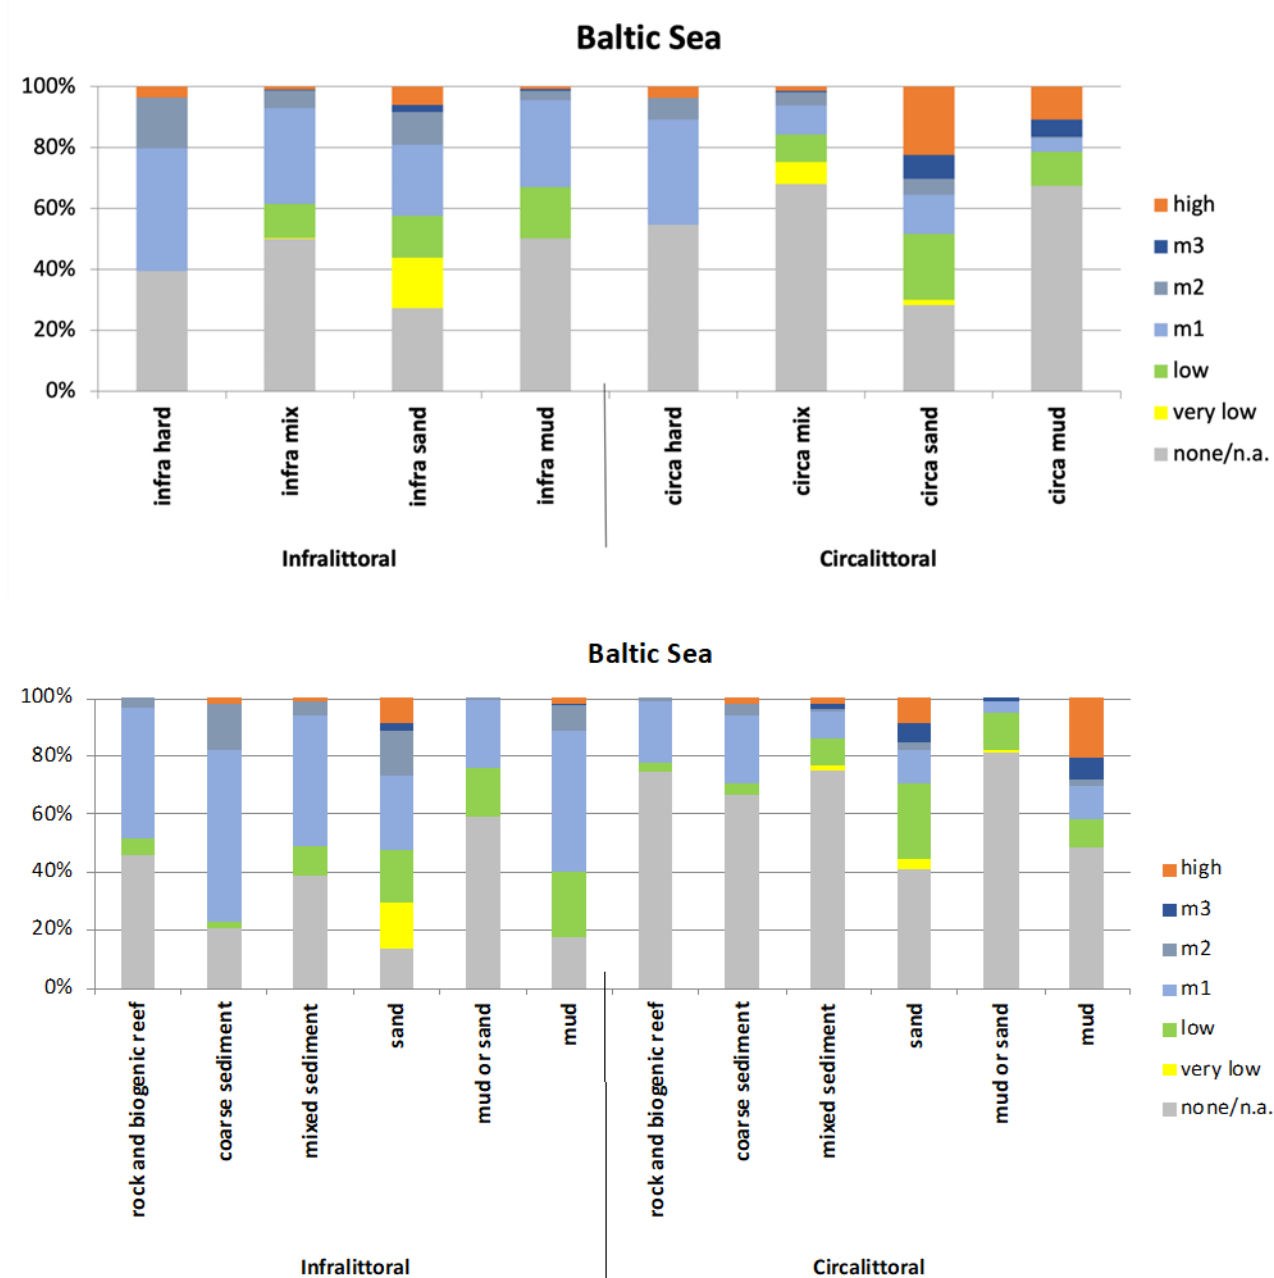 Baltic Sea
100%
80%
60%
40%
20%
0%
infra hard
infra mix
infra sand
infra mud
circa hard
circa mix
circa sand
circa mud
Infralittoral
Circalittoral
high
m3
m2
m1
low
very low
none/n.a.
Baltic Sea
100%
80%
60%
40%
20%
0%
rock and biogenic reef
coarse sediment
mixed sediment
sand
mud or sand
mud
rock and biogenic reef
coarse sediment
mixed sediment
sand
mud or sand
mud
Infralittoral
Circalittoral
high
m3
m2
m1
low
very low
none/n.a.